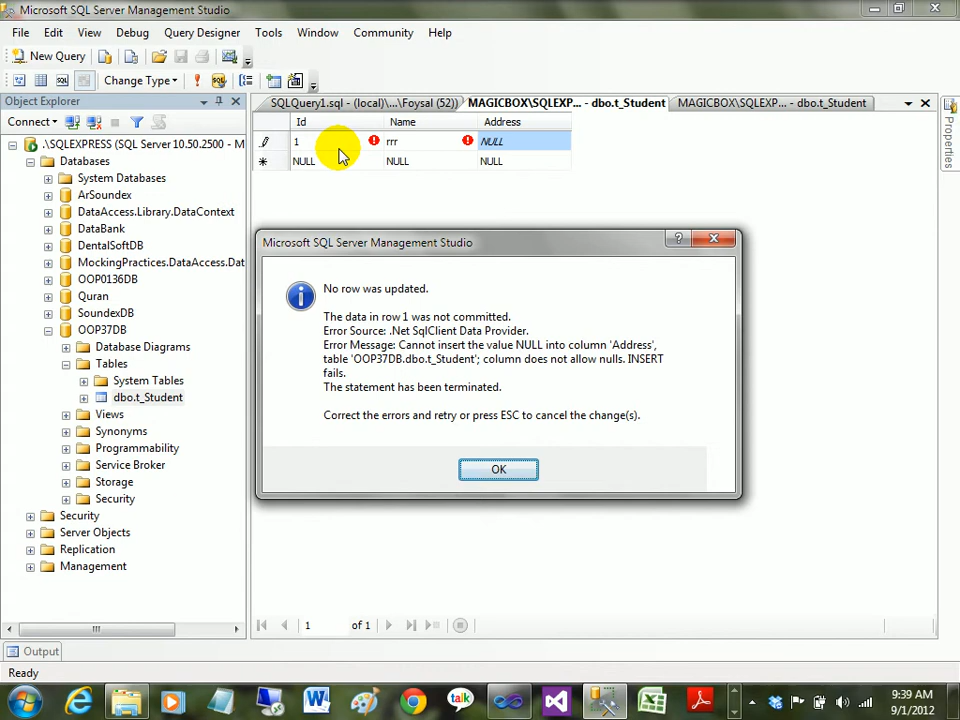 Microsoft SQL Server Management Studio
File Edit View Debug Query Designer Tools Window Community Help
New Query
Change Type
Object Explorer
SQLQuery1.sql - (local)\...\Foysal (52))
MAGICBOX\SQLEXP... - dbo.t_Student
MAGICBOX\SQLEXP... - dbo.t_Student
Properties
Connect
Id Name Address
1 rrr NULL
NULL NULL NULL
.\SQLEXPRESS (SQL Server 10.50.2500 - M
Databases
System Databases
ArSoundex
DataAccess.Library.DataContext
DataBank
DentalSoftDB
MockingPractices.DataAccess.Dat
OOP0136DB
Quran
SoundexDB
OOP37DB
Database Diagrams
Tables
System Tables
dbo.t_Student
Views
Synonyms
Programmability
Service Broker
Storage
Security
Security
Server Objects
Replication
Management
Microsoft SQL Server Management Studio
No row was updated.
The data in row 1 was not committed.
Error Source: .Net SqlClient Data Provider.
Error Message: Cannot insert the value NULL into column 'Address',
table 'OOP37DB.dbo.t_Student'; column does not allow nulls. INSERT
fails.
The statement has been terminated.
Correct the errors and retry or press ESC to cancel the change(s).
OK
1 of 1
Output
Ready
talk
9:39 AM
9/1/2012